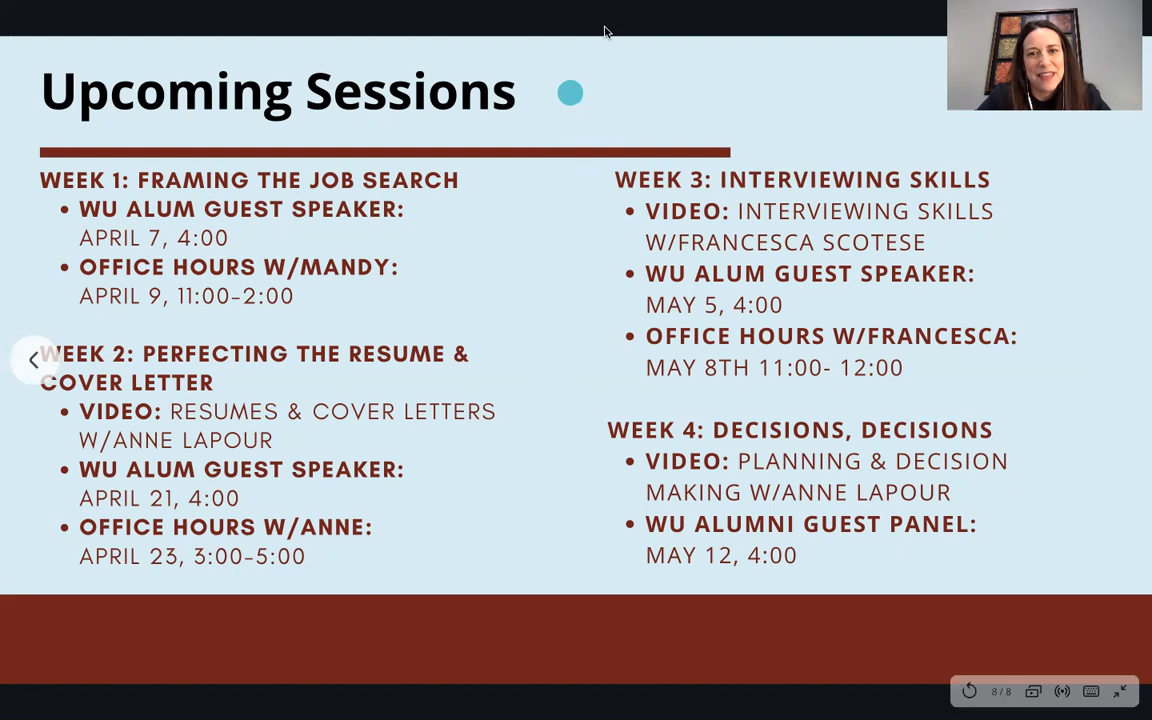 Upcoming Sessions
WEEK 1: FRAMING THE JOB SEARCH
• WU ALUM GUEST SPEAKER:
APRIL 7, 4:00
• OFFICE HOURS W/MANDY:
APRIL 9, 11:00-2:00
WEEK 2: PERFECTING THE RESUME &
COVER LETTER
• VIDEO: RESUMES & COVER LETTERS
W/ANNE LAPOUR
• WU ALUM GUEST SPEAKER:
APRIL 21, 4:00
• OFFICE HOURS W/ANNE:
APRIL 23, 3:00-5:00
WEEK 3: INTERVIEWING SKILLS
• VIDEO: INTERVIEWING SKILLS
W/FRANCESCA SCOTESE
• WU ALUM GUEST SPEAKER:
MAY 5, 4:00
• OFFICE HOURS W/FRANCESCA:
MAY 8TH 11:00- 12:00
WEEK 4: DECISIONS, DECISIONS
• VIDEO: PLANNING & DECISION
MAKING W/ANNE LAPOUR
• WU ALUMNI GUEST PANEL:
MAY 12, 4:00
8/8